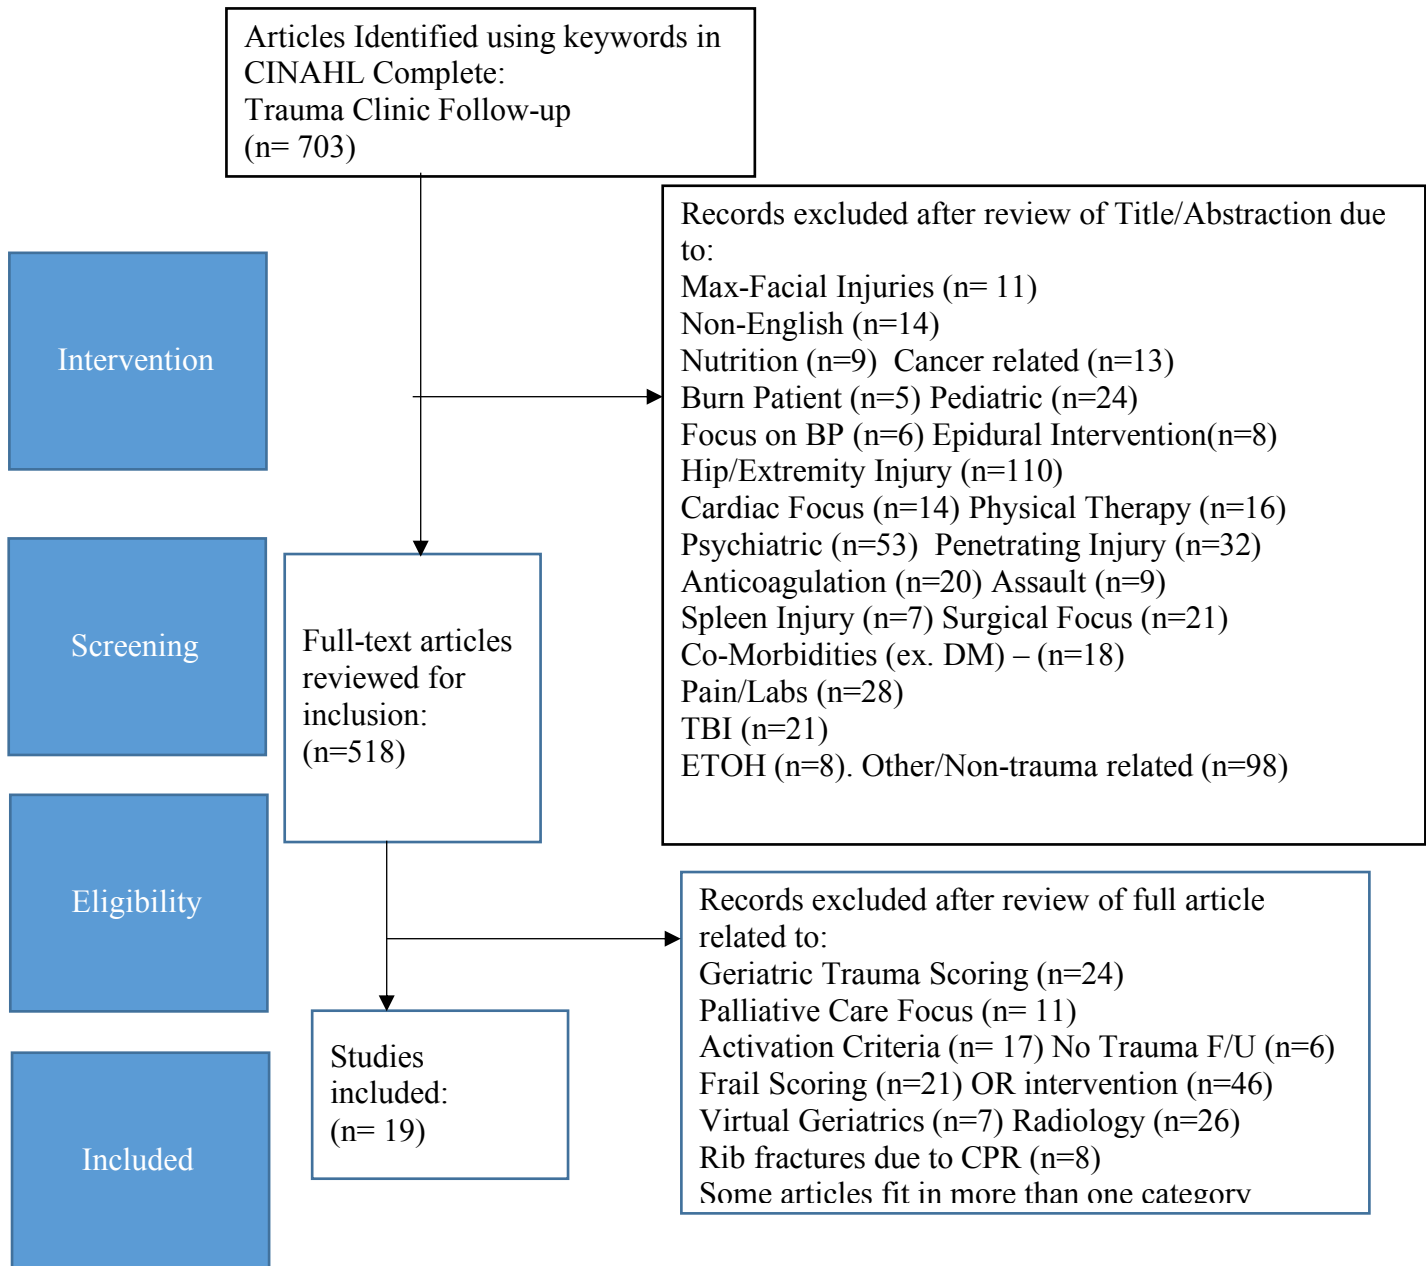 Articles Identified using keywords in
CINAHL Complete:
Trauma Clinic Follow-up
(n= 703)
Records excluded after review of Title/Abstraction due
to:
Max-Facial Injuries (n= 11)
Non-English (n=14)
Nutrition (n=9)  Cancer related (n=13)
Burn Patient (n=5) Pediatric (n=24)
Focus on BP (n=6) Epidural Intervention(n=8)
Hip/Extremity Injury (n=110)
Cardiac Focus (n=14) Physical Therapy (n=16)
Psychiatric (n=53)  Penetrating Injury (n=32)
Anticoagulation (n=20) Assault (n=9)
Spleen Injury (n=7) Surgical Focus (n=21)
Co-Morbidities (ex. DM) – (n=18)
Pain/Labs (n=28)
TBI (n=21)
ETOH (n=8). Other/Non-trauma related (n=98)
Intervention
Screening
Full-text articles
reviewed for
inclusion:
(n=518)
Eligibility
Records excluded after review of full article
related to:
Geriatric Trauma Scoring (n=24)
Palliative Care Focus (n= 11)
Activation Criteria (n= 17) No Trauma F/U (n=6)
Frail Scoring (n=21) OR intervention (n=46)
Virtual Geriatrics (n=7) Radiology (n=26)
Rib fractures due to CPR (n=8)
Some articles fit in more than one category
Studies
included:
(n= 19)
Included